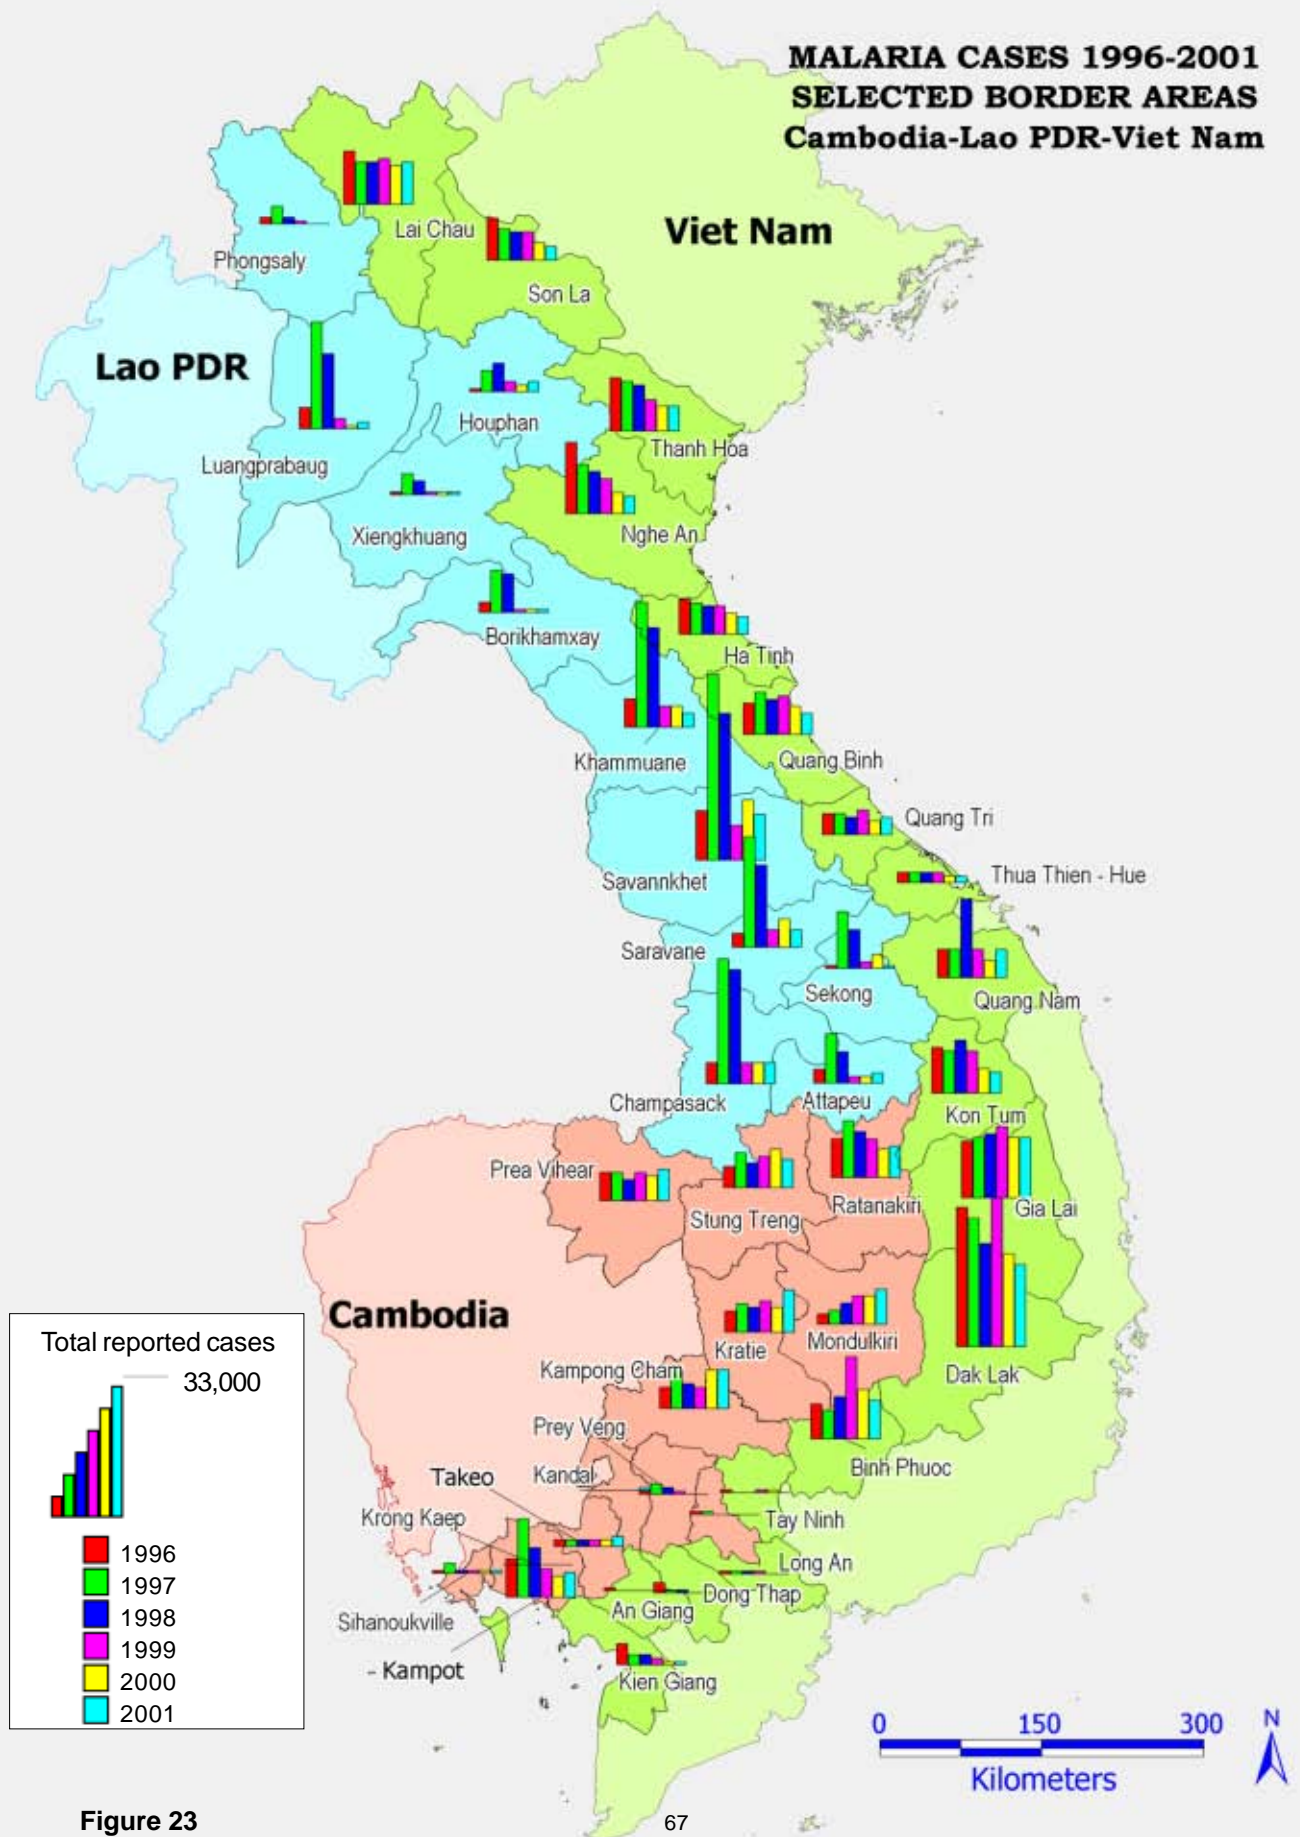 MALARIA CASES 1996-2001
SELECTED BORDER AREAS
Cambodia-Lao PDR-Viet Nam
Viet Nam
Lai Chau
Phongsaly
Son La
Lao PDR
Houphan
Thanh Hoa
Luangprabaug
Xiengkhuang
Nghe An
Borikhamxay
Ha Tinh
Khammuane
Quang Binh
Quang Tri
Savannkhet
Thua Thien - Hue
Saravane
Sekong
Quang Nam
Champasack
Attapeu
Kon Tum
Prea Vihear
Stung Treng
Ratanakiri
Gia Lai
Cambodia
Kratie
Mondulkiri
Kampong Cham
Dak Lak
Prey Veng
Takeo
Kandal
Binh Phuoc
Krong Kaep
Tay Ninh
Long An
Dong Thap
An Giang
Sihanoukville
- Kampot
Kien Giang
Total reported cases
33,000
1996
1997
1998
1999
2000
2001
0 150 300
Kilometers
N
Figure 23
67